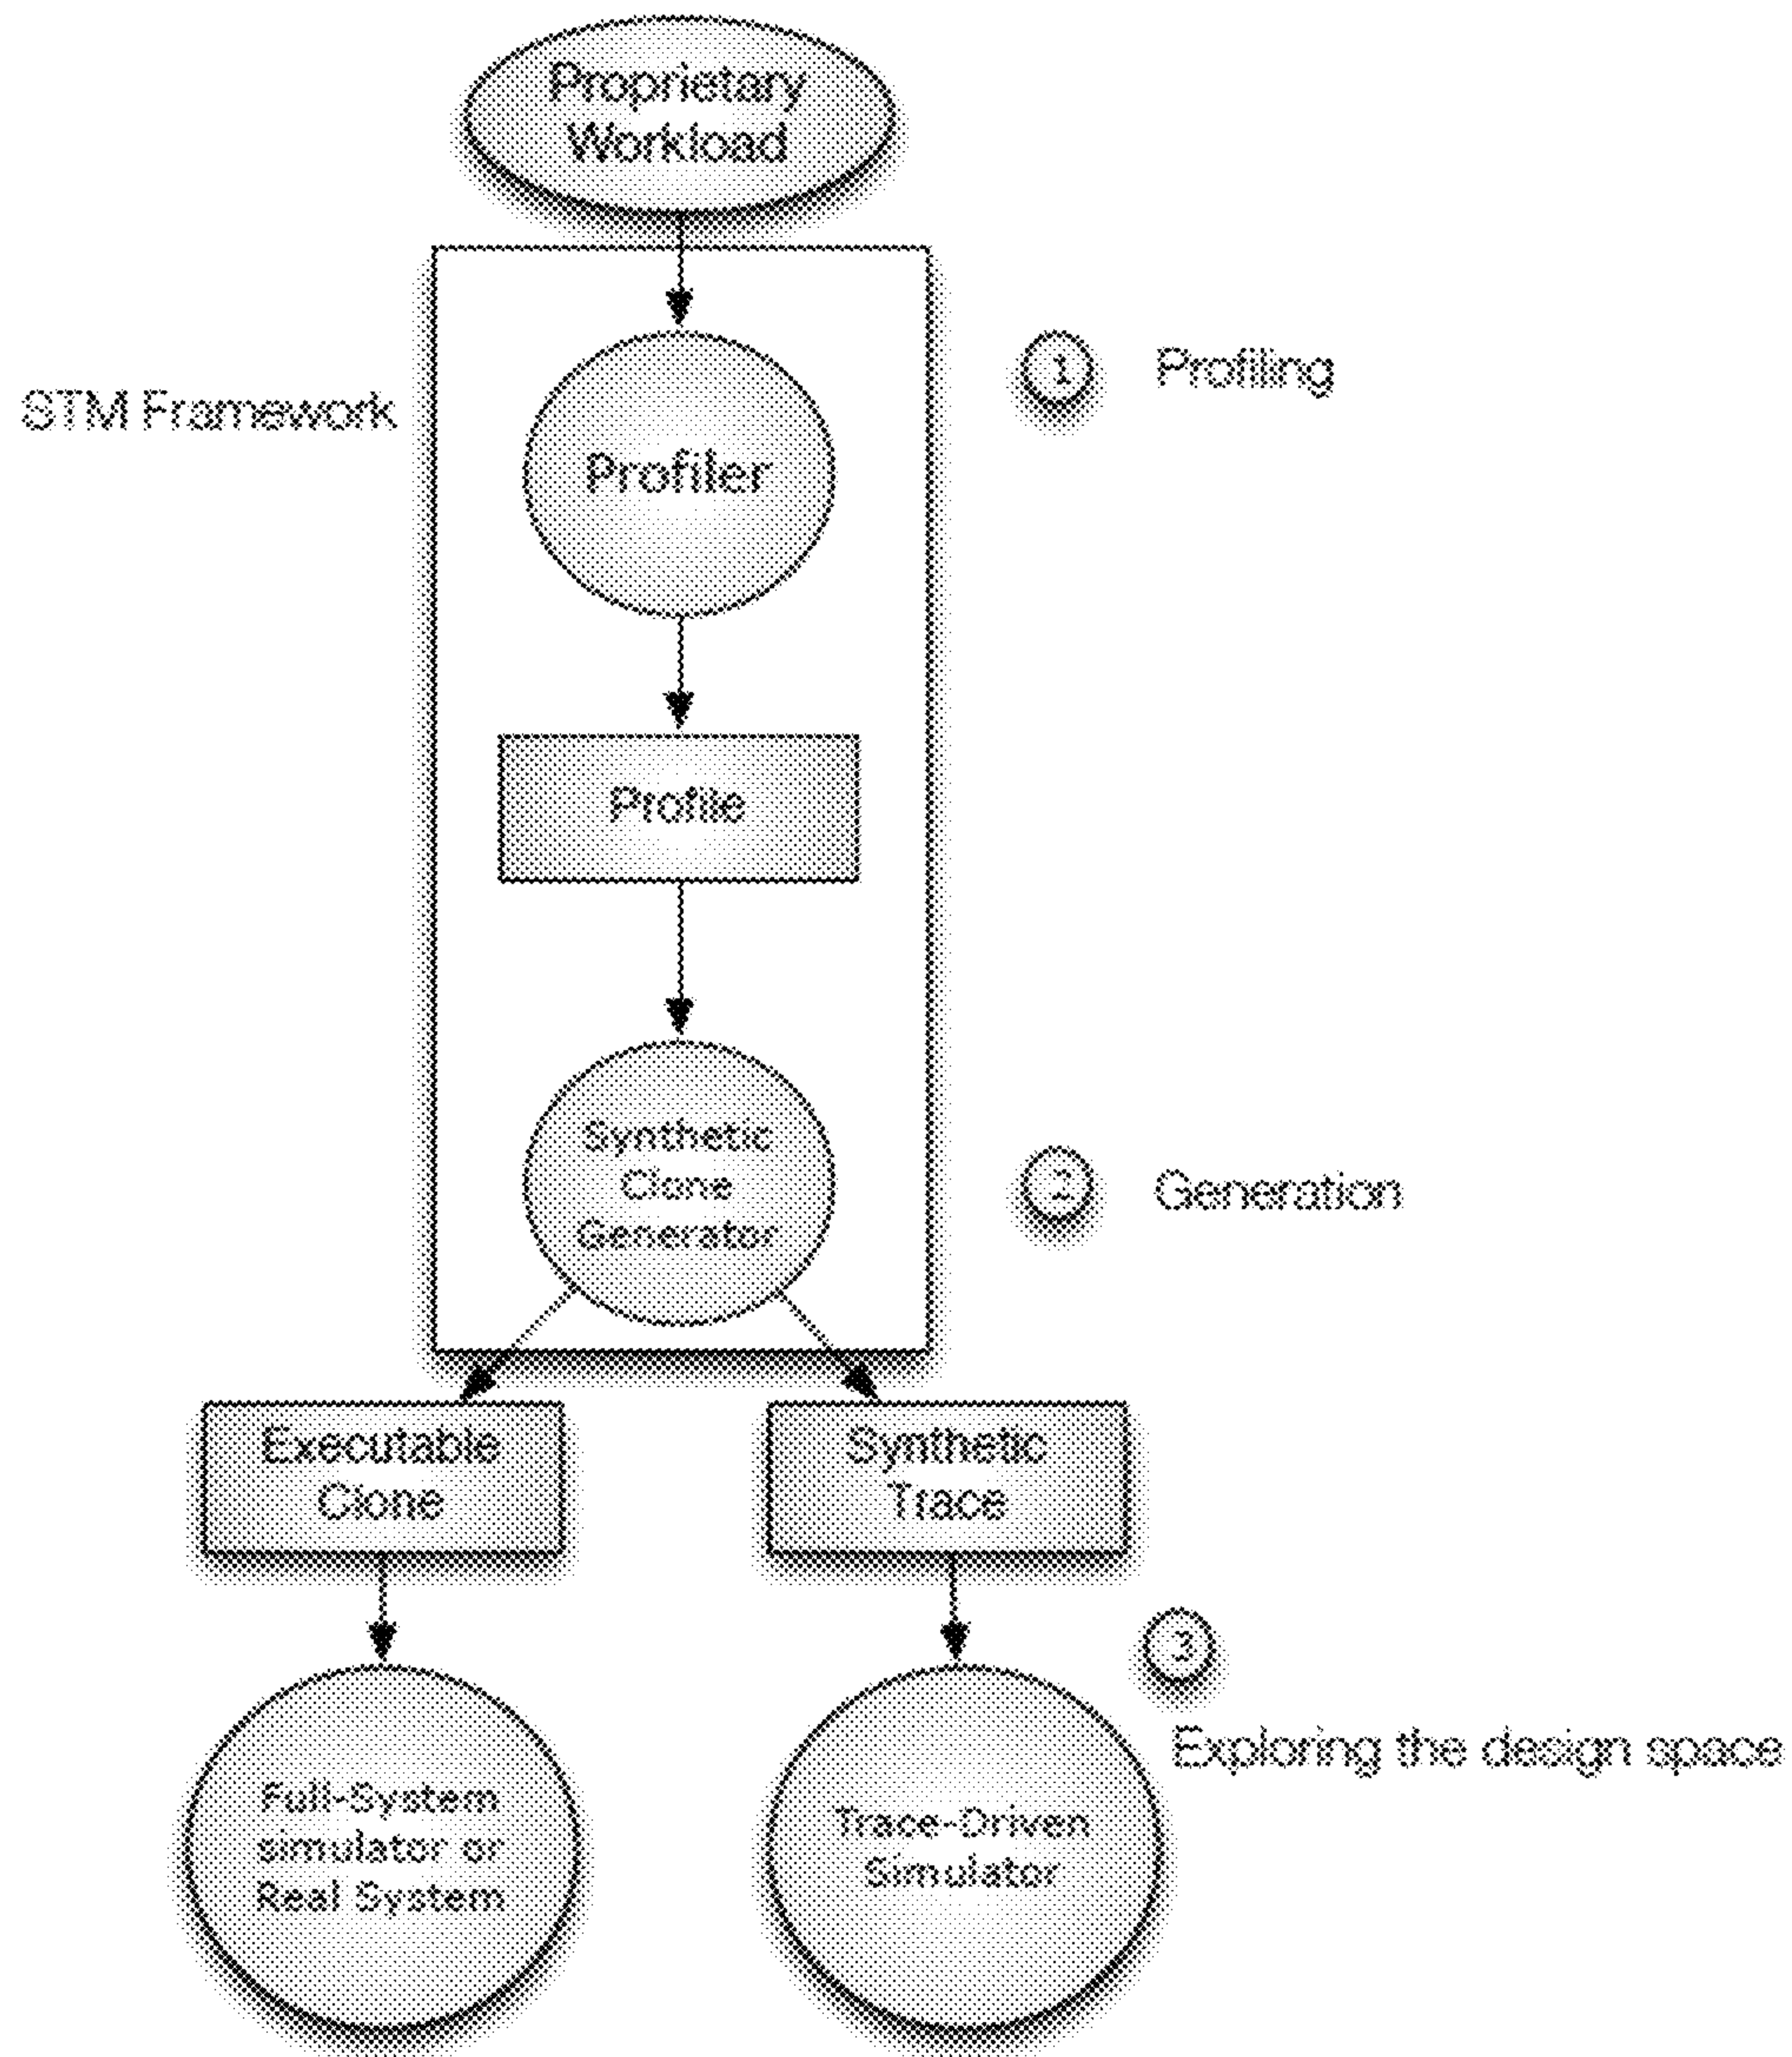 Proprietary
Workload
STM Framework
1 Profiling
Profiler
Profile
Synthetic
Clone
Generator
2 Generation
Executable
Clone
Synthetic
Trace
3
Exploring the design space
Full-System
simulator or
Real System
Trace-Driven
Simulator